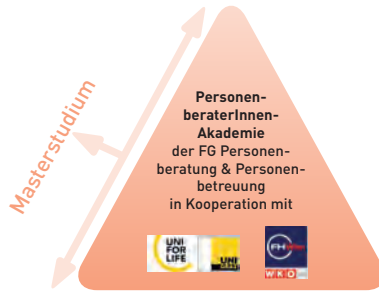 Masterstudium
Personen-
beraterInnen-
Akademie
der FG Personen-
beratung & Personen-
betreuung
in Kooperation mit
UNI
FOR
LIFE
UNI
FH
WKO